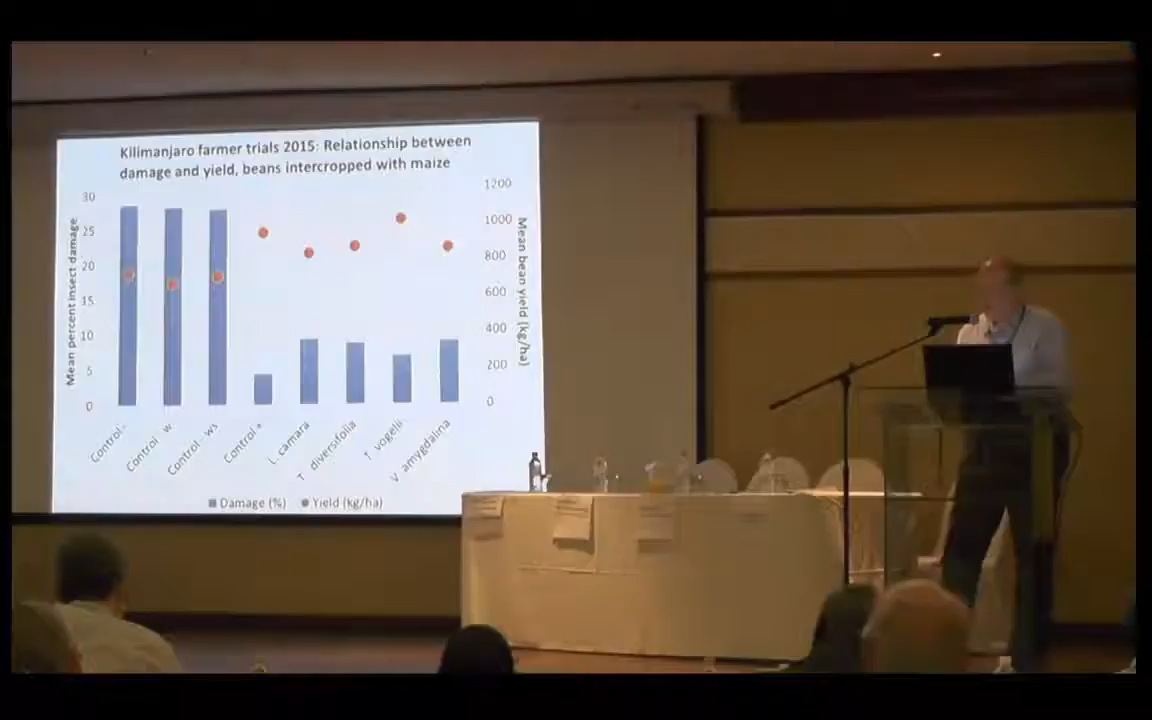 Kilimanjaro farmer trials 2015: Relationship between
damage and yield, beans intercropped with maize
Mean percent insect damage
30
25
20
15
10
5
0
1200
1000
800
600
400
200
0
Mean bean yield (kg/ha)
Control -
Control - w
Control - ws
Control +
L. camara
T. diversifolia
T. vogelii
V. amygdalina
Damage (%)
Yield (kg/ha)